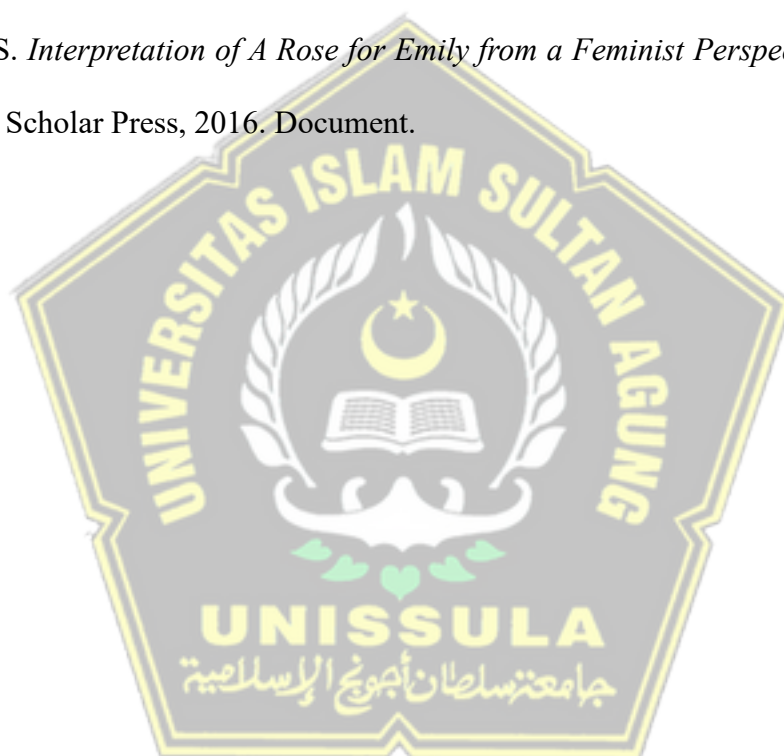 S. Interpretation of A Rose for Emily from a Feminist
Scholar Press, 2016. Document.
UNIVERSITAS ISLAM SULTAN AGUNG
UNISSULA
جامعة سلطان أجونج الإسلامية